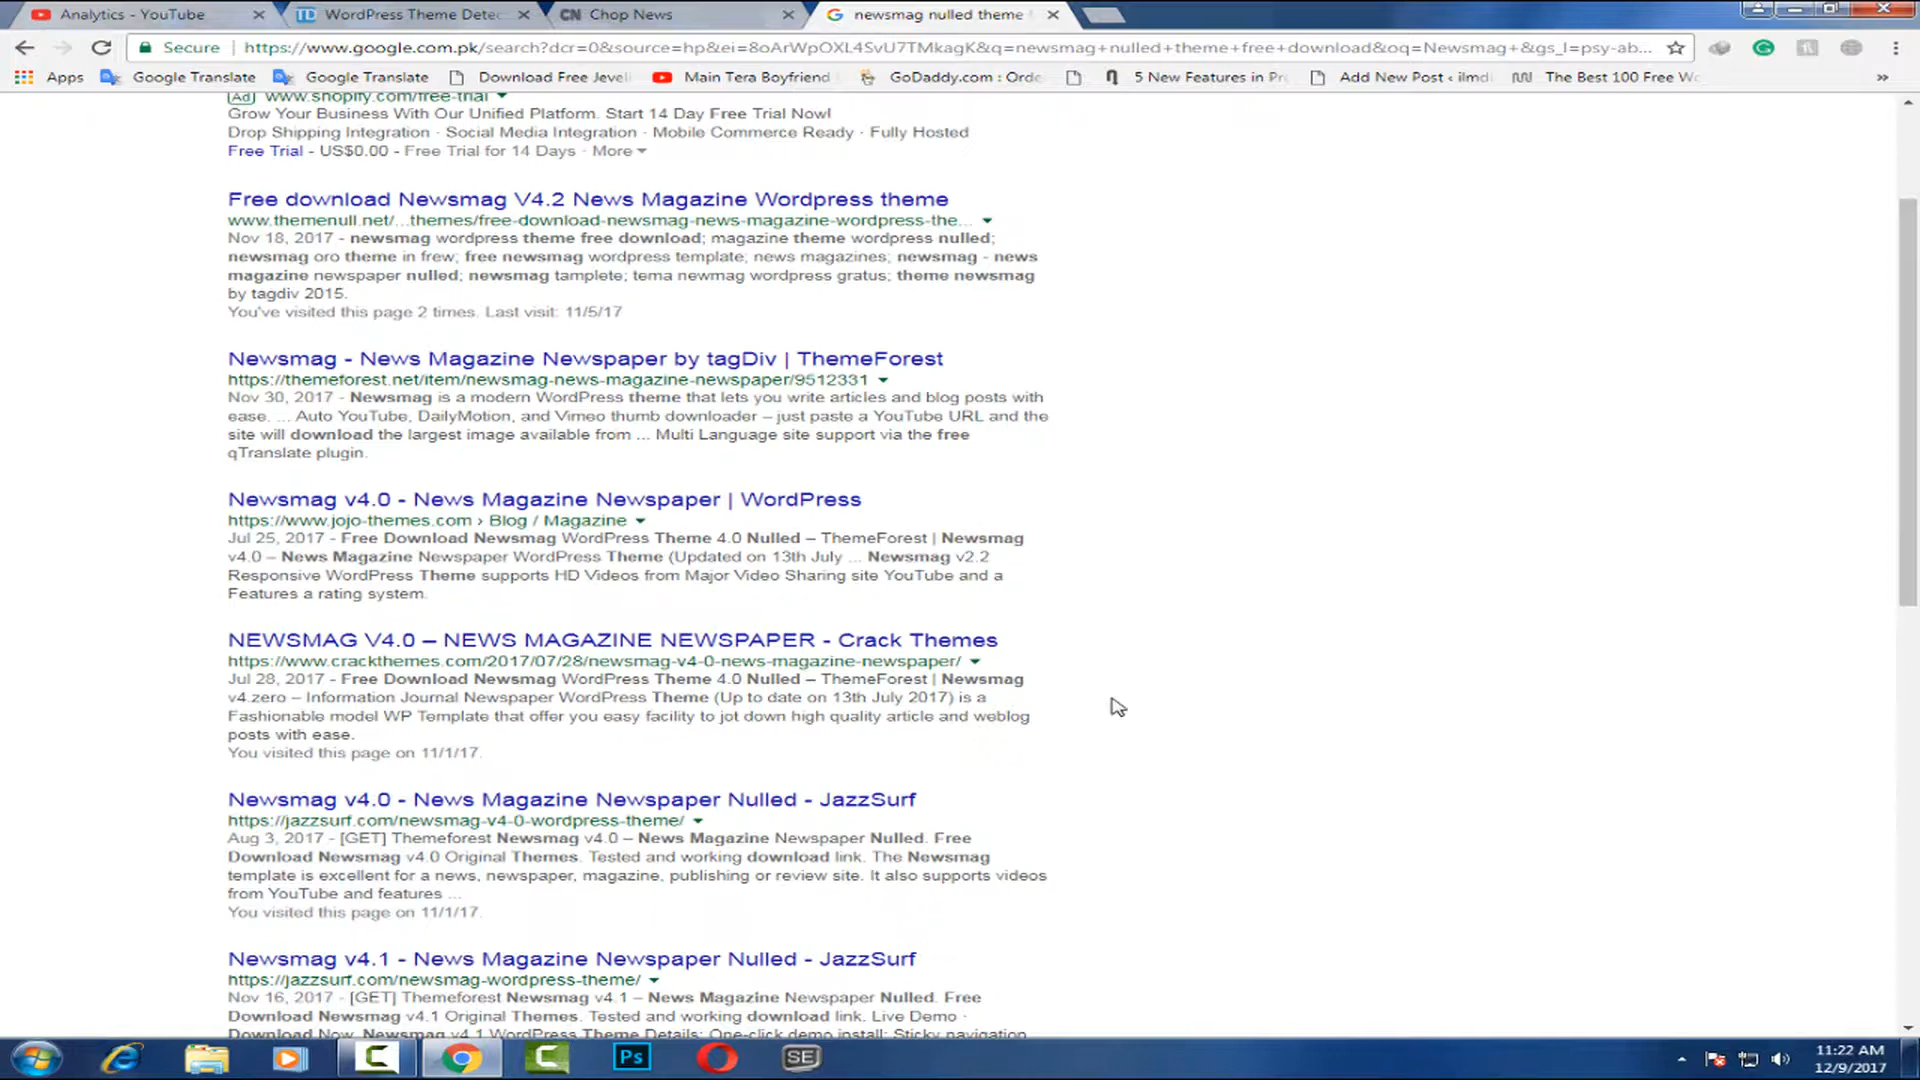 Analytics - YouTube
WordPress Theme Detec
CN Chop News
newsmag nulled theme
Secure
https://www.google.com.pk/search?dcr=0&source=hp&ei=8oArWpOXL4SvU7TMkagK&q=newsmag+nulled+theme+free+download&oq=Newsmag+&gs_l=psy-ab...
Apps
Google Translate
Google Translate
Download Free Jeveli
Main Tera Boyfriend
GoDaddy.com : Orde
5 New Features in Pr
Add New Post ‹ ilmdi
The Best 100 Free Wo
»
Ad www.shopify.com/free-trial
Grow Your Business With Our Unified Platform. Start 14 Day Free Trial Now!
Drop Shipping Integration · Social Media Integration · Mobile Commerce Ready · Fully Hosted
Free Trial - US$0.00 - Free Trial for 14 Days · More
Free download Newsmag V4.2 News Magazine Wordpress theme
www.themenull.net/...themes/free-download-newsmag-news-magazine-wordpress-the...
Nov 18, 2017 - newsmag wordpress theme free download; magazine theme wordpress nulled;
newsmag oro theme in frew; free newsmag wordpress template; news magazines; newsmag - news
magazine newspaper nulled; newsmag tamplete; tema newmag wordpress gratus; theme newsmag
by tagdiv 2015.
You've visited this page 2 times. Last visit: 11/5/17
Newsmag - News Magazine Newspaper by tagDiv | ThemeForest
https://themeforest.net/item/newsmag-news-magazine-newspaper/9512331
Nov 30, 2017 - Newsmag is a modern WordPress theme that lets you write articles and blog posts with
ease. ... Auto YouTube, DailyMotion, and Vimeo thumb downloader – just paste a YouTube URL and the
site will download the largest image available from ... Multi Language site support via the free
qTranslate plugin.
Newsmag v4.0 - News Magazine Newspaper | WordPress
https://www.jojo-themes.com › Blog / Magazine
Jul 25, 2017 - Free Download Newsmag WordPress Theme 4.0 Nulled – ThemeForest | Newsmag
v4.0 – News Magazine Newspaper WordPress Theme (Updated on 13th July ... Newsmag v2.2
Responsive WordPress Theme supports HD Videos from Major Video Sharing site YouTube and a
Features a rating system.
NEWSMAG V4.0 – NEWS MAGAZINE NEWSPAPER - Crack Themes
https://www.crackthemes.com/2017/07/28/newsmag-v4-0-news-magazine-newspaper/
Jul 28, 2017 - Free Download Newsmag WordPress Theme 4.0 Nulled – ThemeForest | Newsmag
v4.zero – Information Journal Newspaper WordPress Theme (Up to date on 13th July 2017) is a
Fashionable model WP Template that offer you easy facility to jot down high quality article and weblog
posts with ease.
You visited this page on 11/1/17.
Newsmag v4.0 - News Magazine Newspaper Nulled - JazzSurf
https://jazzsurf.com/newsmag-v4-0-wordpress-theme/
Aug 3, 2017 - [GET] Themeforest Newsmag v4.0 – News Magazine Newspaper Nulled. Free
Download Newsmag v4.0 Original Themes. Tested and working download link. The Newsmag
template is excellent for a news, newspaper, magazine, publishing or review site. It also supports videos
from YouTube and features ...
You visited this page on 11/1/17.
Newsmag v4.1 - News Magazine Newspaper Nulled - JazzSurf
https://jazzsurf.com/newsmag-wordpress-theme/
Nov 16, 2017 - [GET] Themeforest Newsmag v4.1 – News Magazine Newspaper Nulled. Free
Download Newsmag v4.1 Original Themes. Tested and working download link. Live Demo ·
Download Now. Newsmag v4.1 WordPress Theme Details: One-click demo install; Sticky navigation
Ps
SE
11:22 AM
12/9/2017